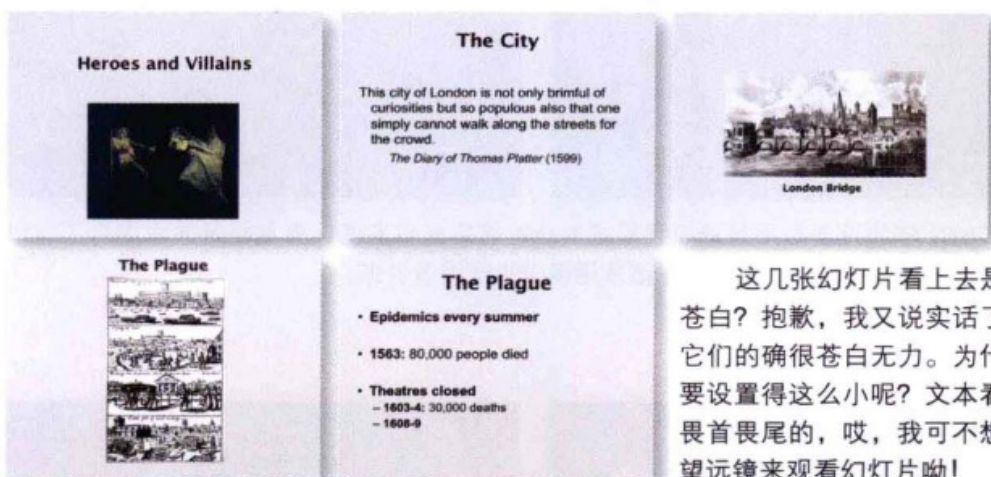 Heroes and Villains
The City
This city of London is not only brimful of
curiosities but so populous also that one
simply cannot walk along the streets for
the crowd.
The Diary of Thomas Platter (1599)
London Bridge
The Plague
The Plague
• Epidemics every summer
• 1563: 80,000 people died
• Theatres closed
– 1603-4: 30,000 deaths
– 1608-9
这几张幻灯片看上去是
苍白？抱歉，我又说实话了
它们的确很苍白无力。为什
要设置得这么小呢？文本看
畏首畏尾的，哎，我可不想
望远镜来观看幻灯片呦！